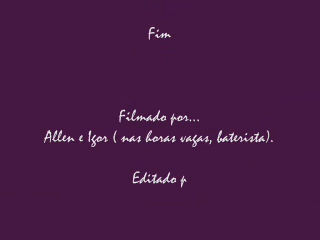 Fim
Filmado por...
Allen e Igor ( nas horas vagas, baterista).
Editado p